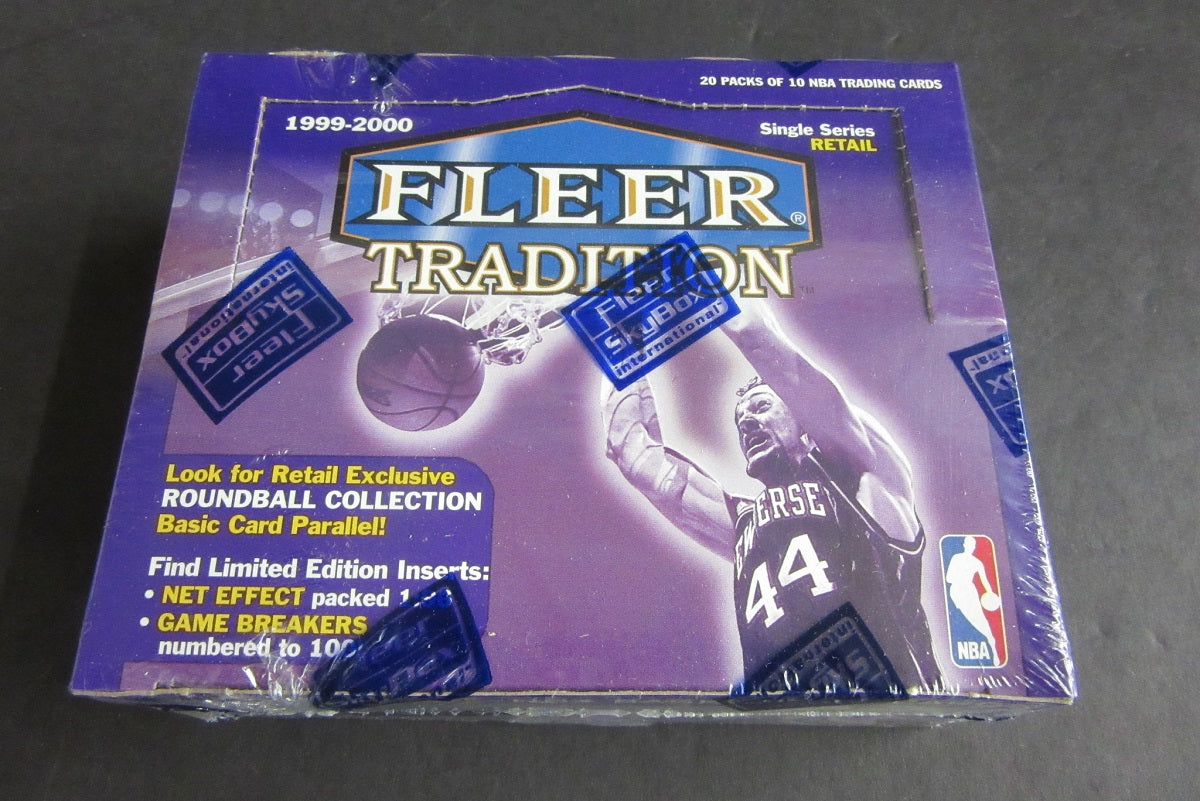 20 PACKS OF 10 NBA TRADING CARDS
1999-2000
Single Series
RETAIL
FLEER®
TRADITION™
Fleer
SkyBox
international
Fleer
SkyBox
international
Look for Retail Exclusive
ROUNDBALL COLLECTION
Basic Card Parallel!
Find Limited Edition Inserts:
• NET EFFECT packed
• GAME BREAKERS
numbered to
44
NBA